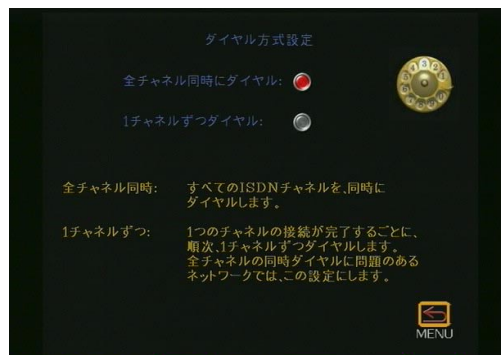 ダイヤル方式設定
全チャネル同時にダイヤル:
1チャネルずつダイヤル:
全チャネル同時: すべてのISDNチャネルを、同時に
ダイヤルします。
1チャネルずつ: 1つのチャネルの接続が完了するごとに、
順次、1チャネルずつダイヤルします。
全チャネルの同時ダイヤルに問題のある
ネットワークでは、この設定にします。
MENU